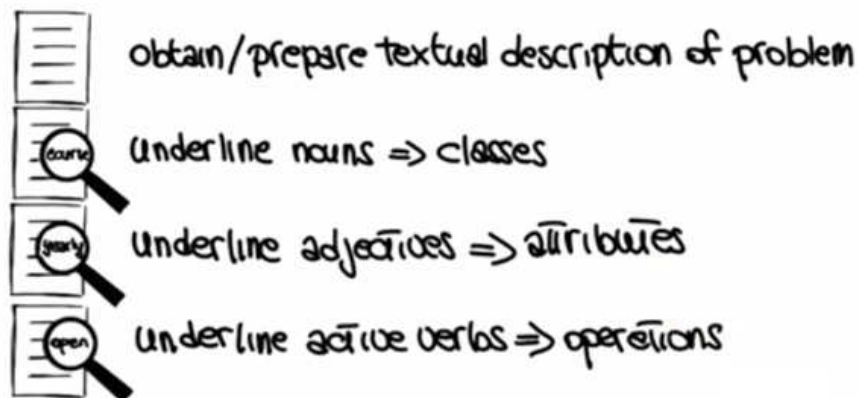 obtain/prepare textual description of problem
course
underline nouns => classes
yearly
underline adjectives => attributes
open
underline active verbs => operations